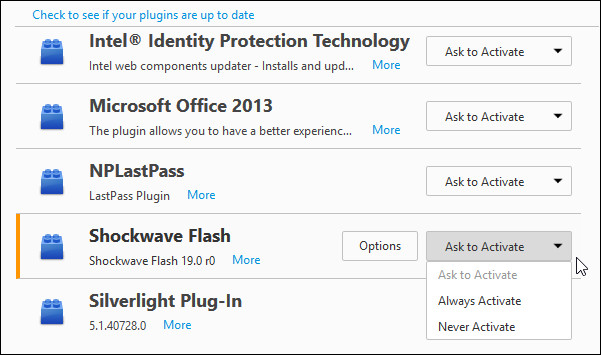 Check to see if your plugins are up to date
Intel® Identity Protection Technology
Intel web components updater - Installs and upd... More
Ask to Activate
Microsoft Office 2013
The plugin allows you to have a better experienc... More
Ask to Activate
NPLastPass
LastPass Plugin More
Ask to Activate
Shockwave Flash
Shockwave Flash 19.0 r0 More
Options
Ask to Activate
Ask to Activate
Always Activate
Never Activate
Silverlight Plug-In
5.1.40728.0 More